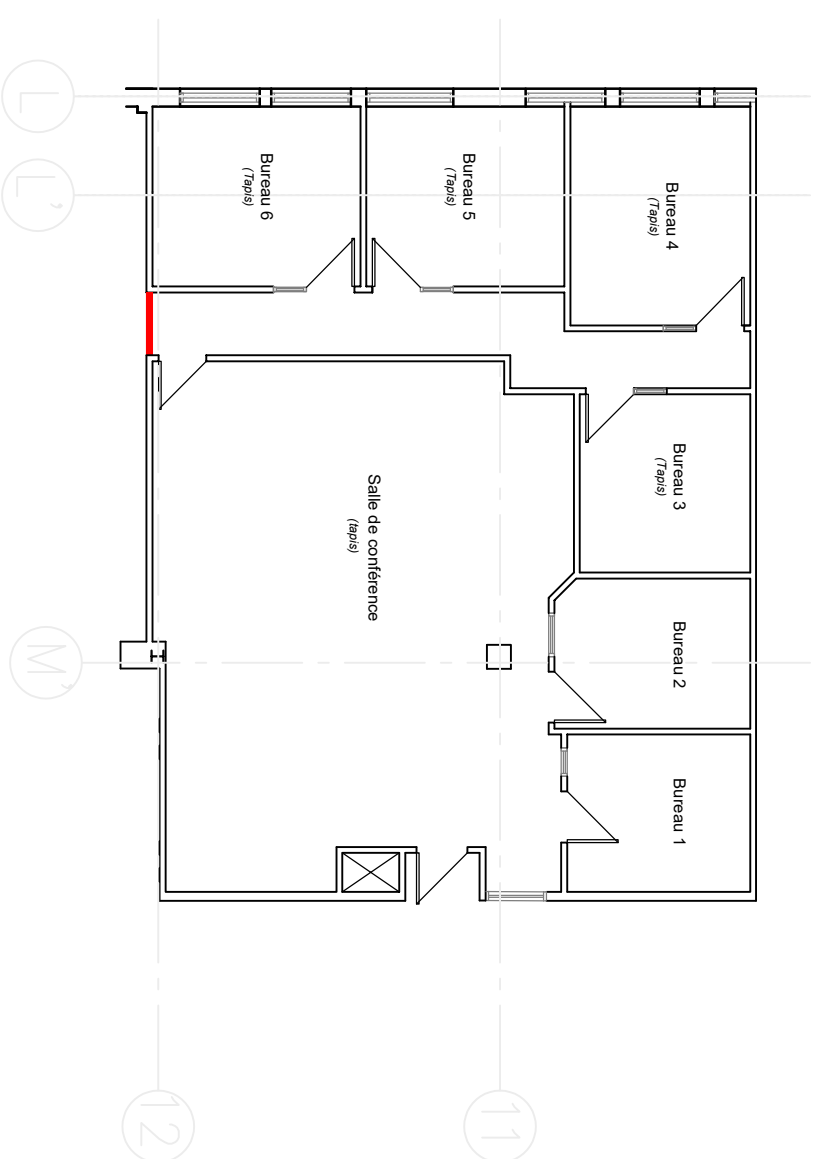 L
L'
Bureau 6
(Tapis)
Bureau 5
(Tapis)
Bureau 4
(Tapis)
Bureau 3
(Tapis)
Salle de conférence
(tapis)
Bureau 2
M'
Bureau 1
12
11